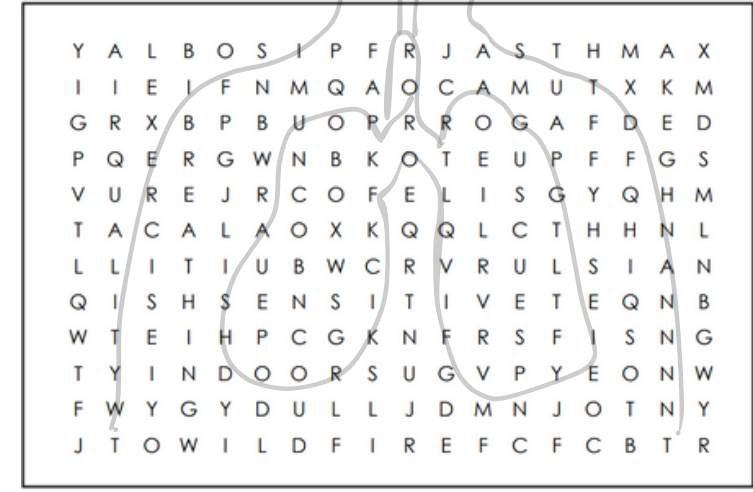 Y A L B O S I P F R J A S T H M A X
I I E I F N M Q A O C A M U T X K M
G R X B P B U O P R R O G A F D E D
P Q E R G W N B K O T E U P F F G S
V U R E J R C O F E L I S G Y Q H M
T A C A L A O X K Q Q L C T H H N L
L L I T I U B W C R V R U L S I A N
Q I S H S E N S I T I V E T E Q N B
W T E I H P C G K N F R S F I S N G
T Y I N D O O R S U G V P Y E O N W
F W Y G Y D U L L J D M N J O T N Y
J T O W I L D F I R E F C F C B T R